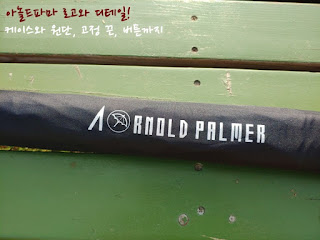 아놀드파마 로고와 디테일!
케이스와 원단, 고정 끈, 버튼까지
A RNOLD PALMER